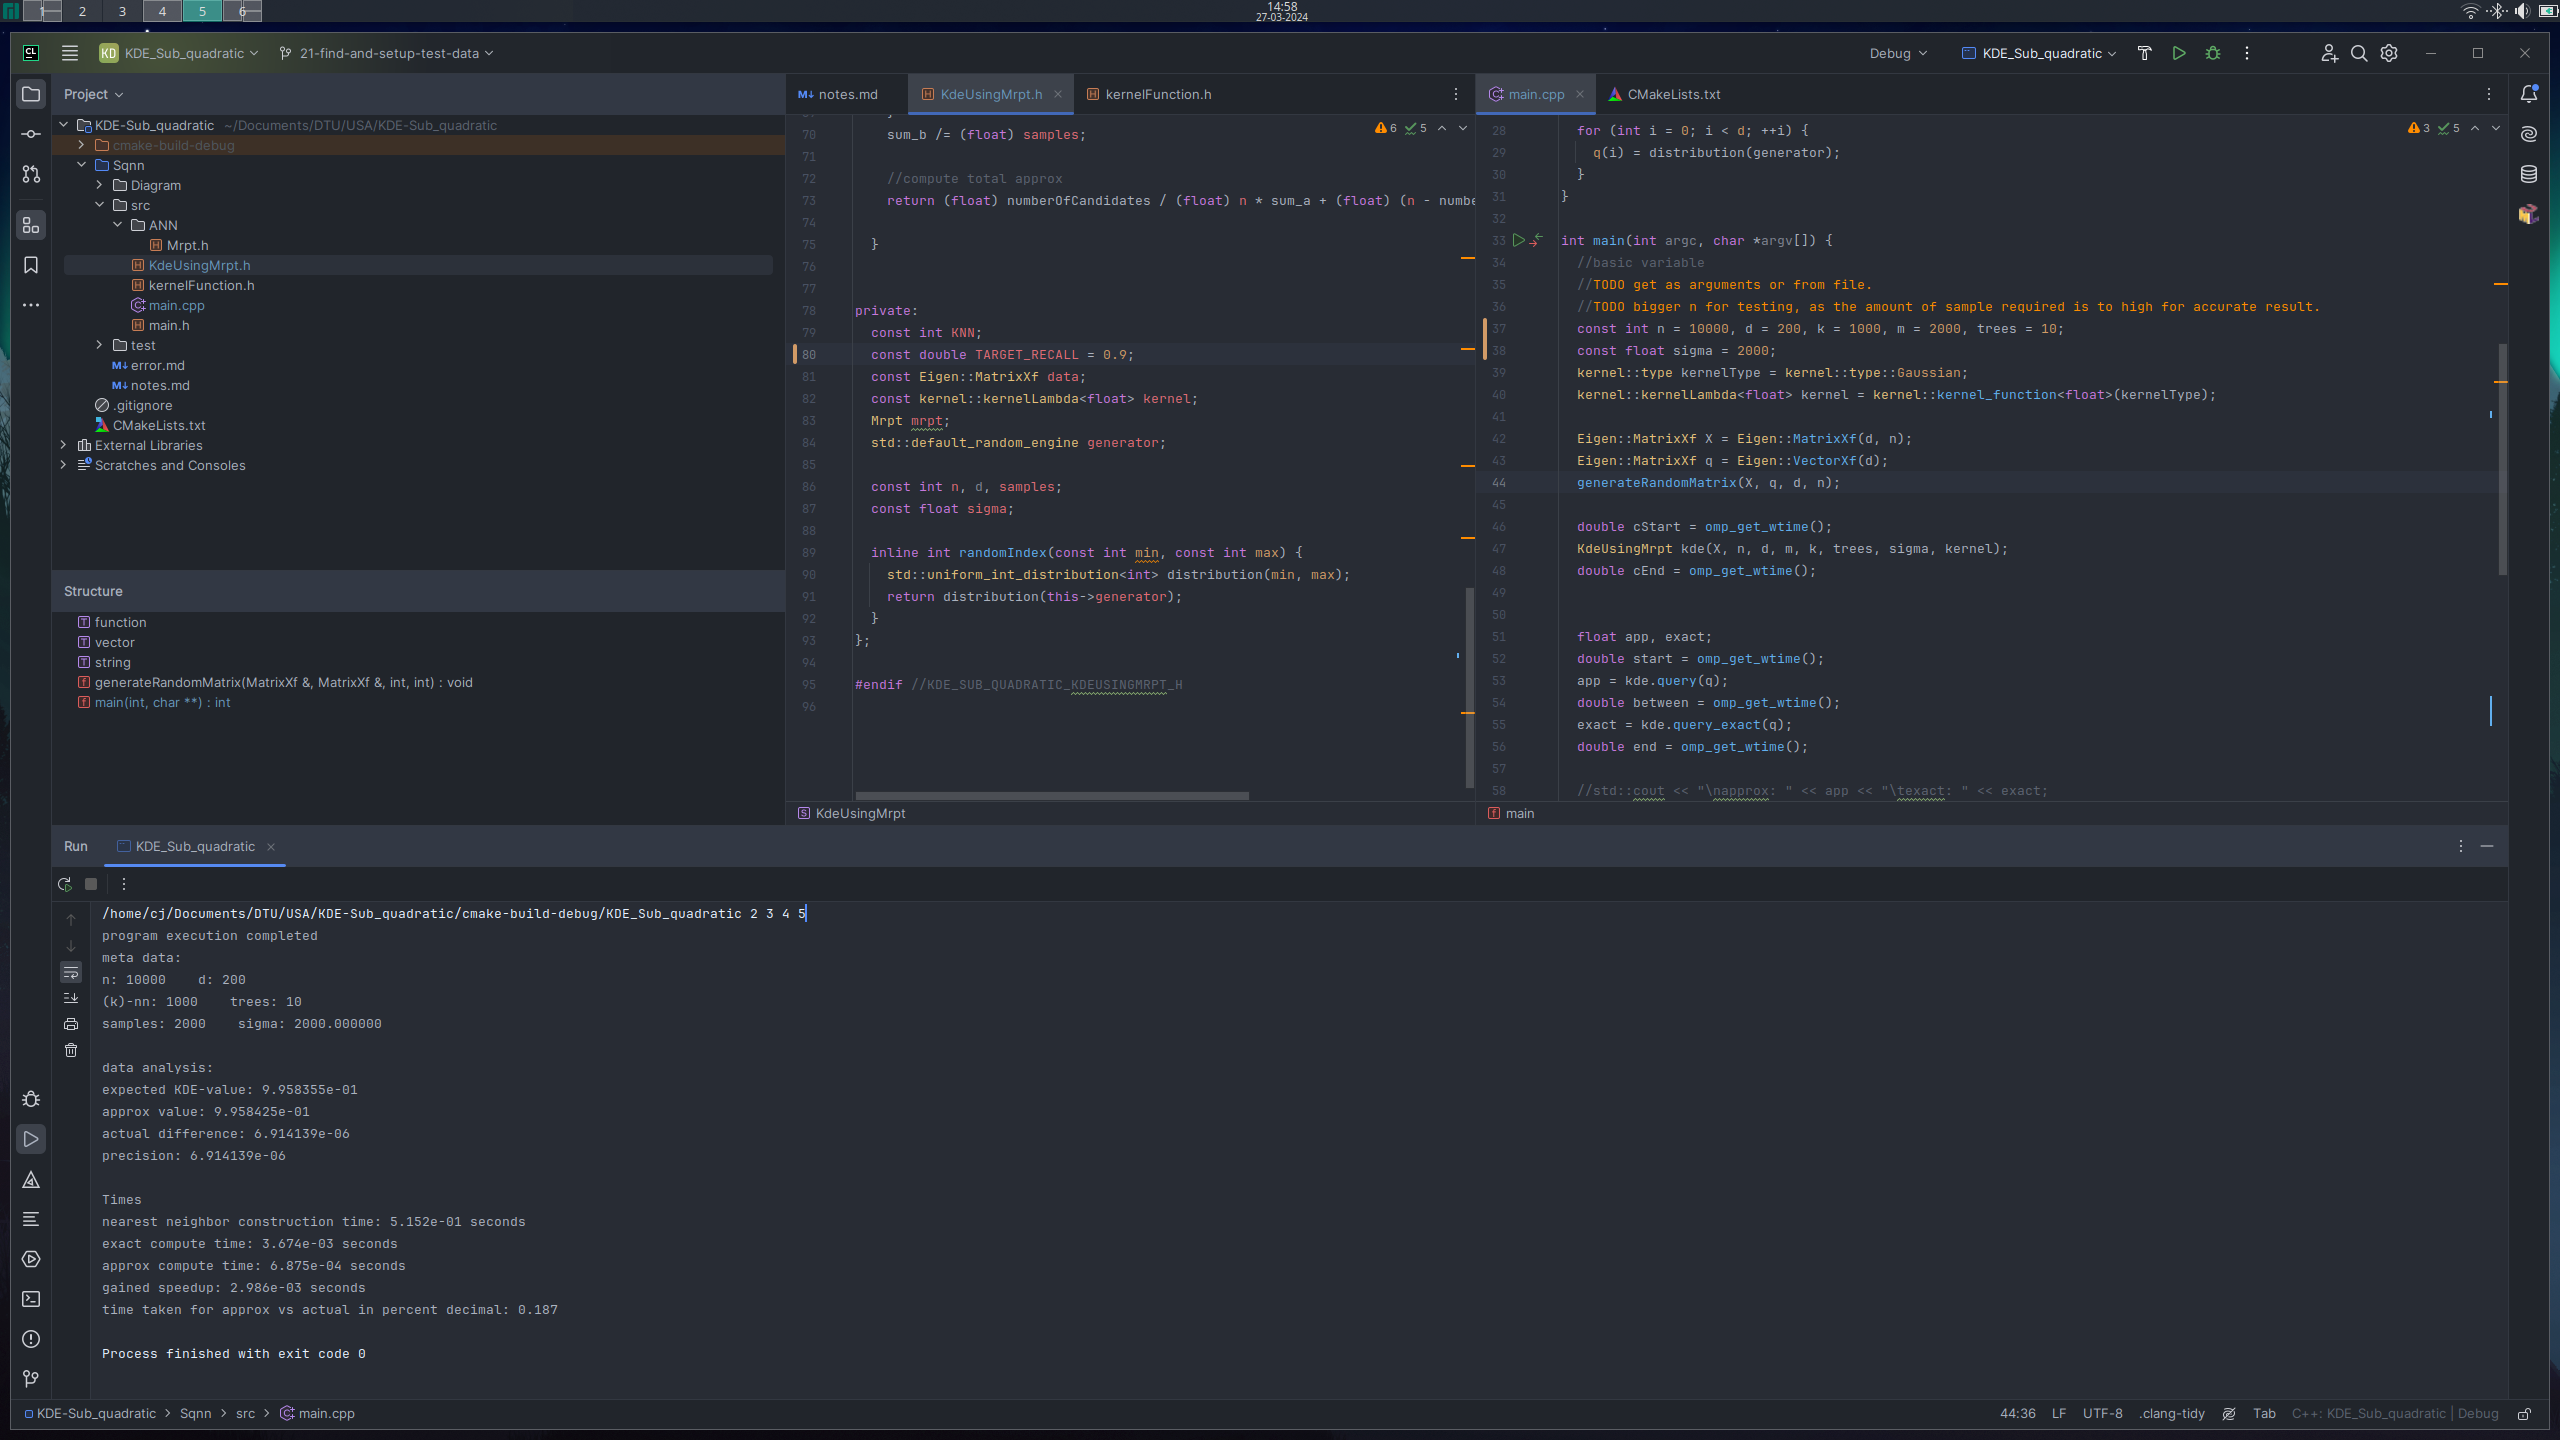 1 2 3 4 5 6
14:58
27-03-2024
CL
KD KDE_Sub_quadratic 21-find-and-setup-test-data Debug KDE_Sub_quadratic
Project
KDE-Sub_quadratic ~/Documents/DTU/USA/KDE-Sub_quadratic
cmake-build-debug
Sqnn
Diagram
src
ANN
Mrpt.h
KdeUsingMrpt.h
kernelFunction.h
main.cpp
main.h
test
error.md
notes.md
.gitignore
CMakeLists.txt
External Libraries
Scratches and Consoles
Structure
function
vector
string
generateRandomMatrix(MatrixXf &, MatrixXf &, int, int) : void
main(int, char **) : int
notes.md KdeUsingMrpt.h kernelFunction.h
6 5
70 sum_b /= (float) samples;
71
72 //compute total approx
73 return (float) numberOfCandidates / (float) n * sum_a + (float) (n - numbe
74
75 }
76
77
78 private:
79 const int KNN;
80 const double TARGET_RECALL = 0.9;
81 const Eigen::MatrixXf data;
82 const kernel::kernelLambda<float> kernel;
83 Mrpt mrpt;
84 std::default_random_engine generator;
85
86 const int n, d, samples;
87 const float sigma;
88
89 inline int randomIndex(const int min, const int max) {
90 std::uniform_int_distribution<int> distribution(min, max);
91 return distribution(this->generator);
92 }
93 };
94
95 #endif //KDE_SUB_QUADRATIC_KDEUSINGMRPT_H
96
KdeUsingMrpt
main.cpp CMakeLists.txt
3 5
28 for (int i = 0; i < d; ++i) {
29 q(i) = distribution(generator);
30 }
31 }
32
33 int main(int argc, char *argv[]) {
34 //basic variable
35 //TODO get as arguments or from file.
36 //TODO bigger n for testing, as the amount of sample required is to high for accurate result.
37 const int n = 10000, d = 200, k = 1000, m = 2000, trees = 10;
38 const float sigma = 2000;
39 kernel::type kernelType = kernel::type::Gaussian;
40 kernel::kernelLambda<float> kernel = kernel::kernel_function<float>(kernelType);
41
42 Eigen::MatrixXf X = Eigen::MatrixXf(d, n);
43 Eigen::MatrixXf q = Eigen::VectorXf(d);
44 generateRandomMatrix(X, q, d, n);
45
46 double cStart = omp_get_wtime();
47 KdeUsingMrpt kde(X, n, d, m, k, trees, sigma, kernel);
48 double cEnd = omp_get_wtime();
49
50
51 float app, exact;
52 double start = omp_get_wtime();
53 app = kde.query(q);
54 double between = omp_get_wtime();
55 exact = kde.query_exact(q);
56 double end = omp_get_wtime();
57
58 //std::cout << "\napprox: " << app << "\texact: " << exact;
main
Run KDE_Sub_quadratic
/home/cj/Documents/DTU/USA/KDE-Sub_quadratic/cmake-build-debug/KDE_Sub_quadratic 2 3 4 5
program execution completed
meta data:
n: 10000 d: 200
(k)-nn: 1000 trees: 10
samples: 2000 sigma: 2000.000000
data analysis:
expected KDE-value: 9.958355e-01
approx value: 9.958425e-01
actual difference: 6.914139e-06
precision: 6.914139e-06
Times
nearest neighbor construction time: 5.152e-01 seconds
exact compute time: 3.674e-03 seconds
approx compute time: 6.875e-04 seconds
gained speedup: 2.986e-03 seconds
time taken for approx vs actual in percent decimal: 0.187
Process finished with exit code 0
KDE-Sub_quadratic > Sqnn > src > main.cpp
44:36 LF UTF-8 .clang-tidy Tab C++: KDE_Sub_quadratic | Debug